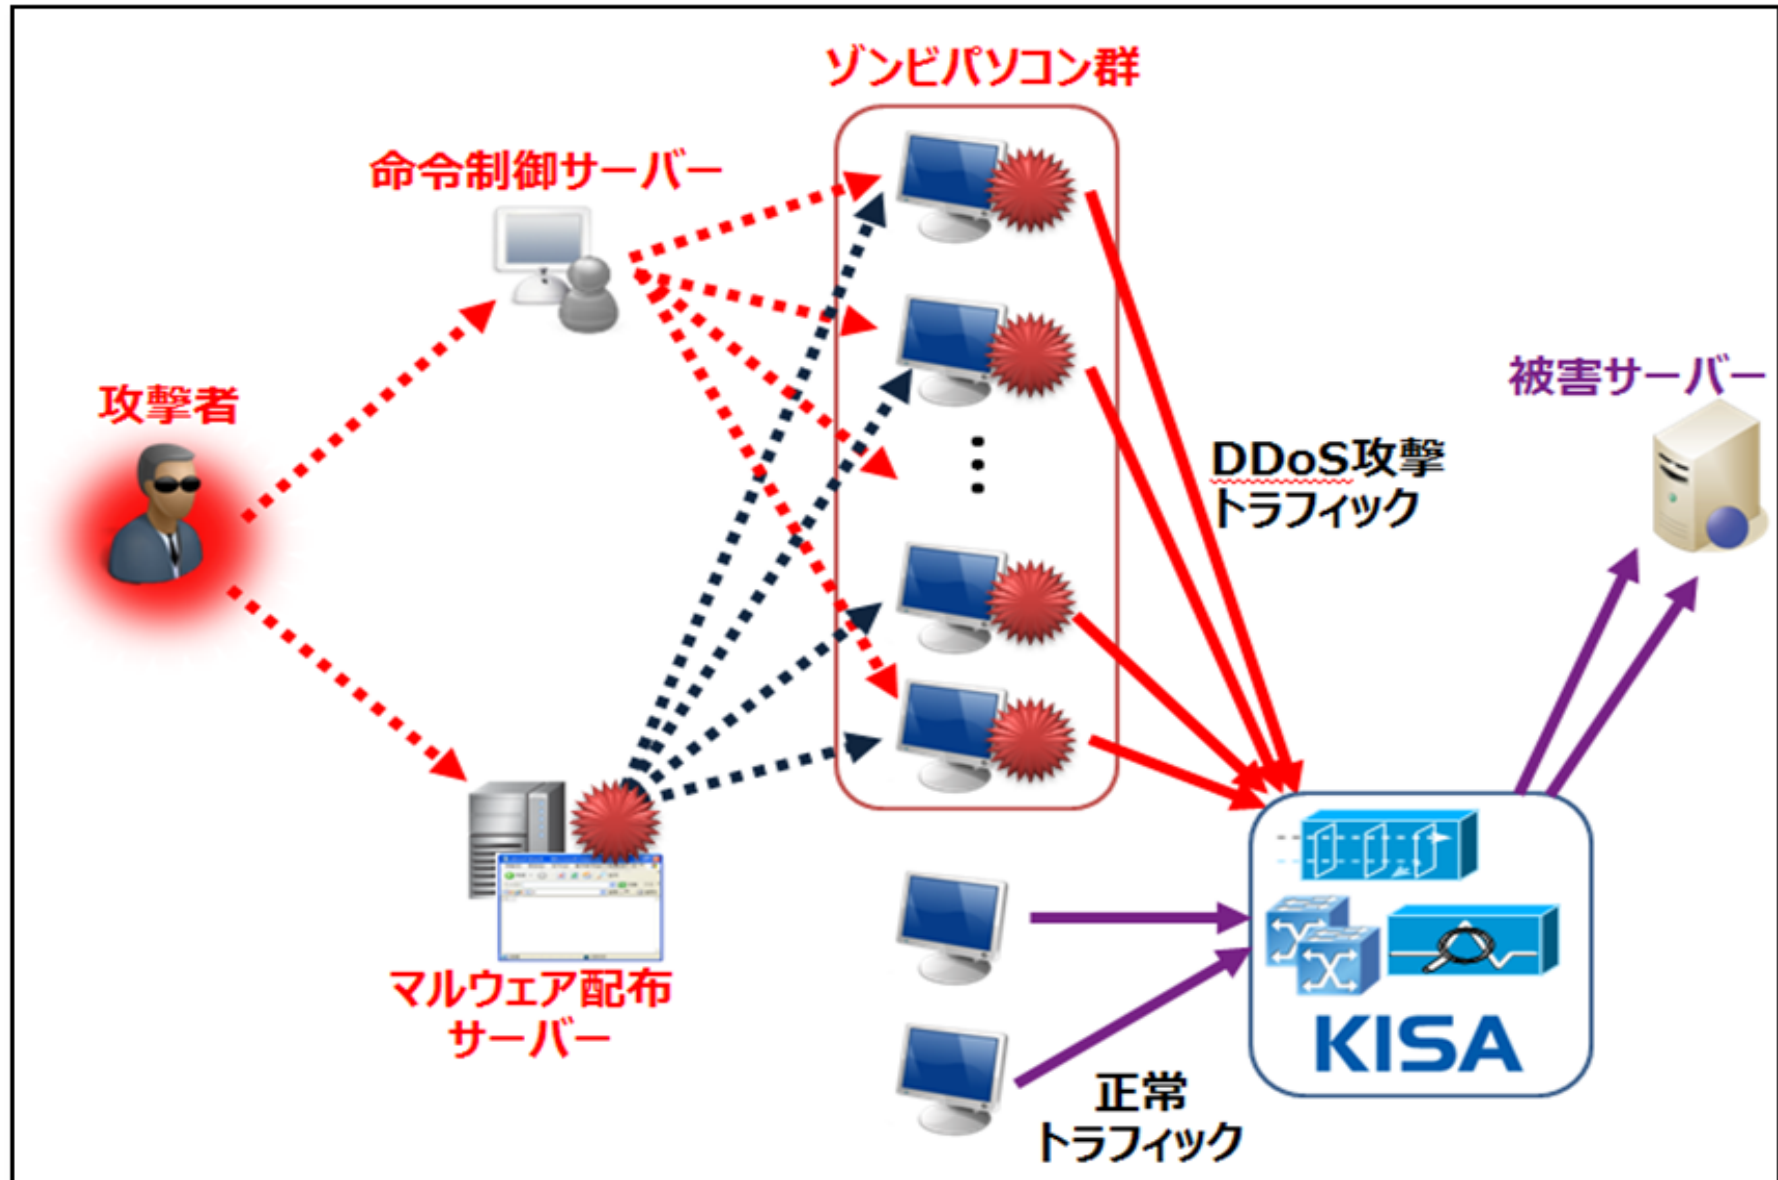 ゾンビパソコン群
命令制御サーバー
攻撃者
被害サーバー
DDoS攻撃
トラフィック
マルウェア配布
サーバー
KISA
正常
トラフィック